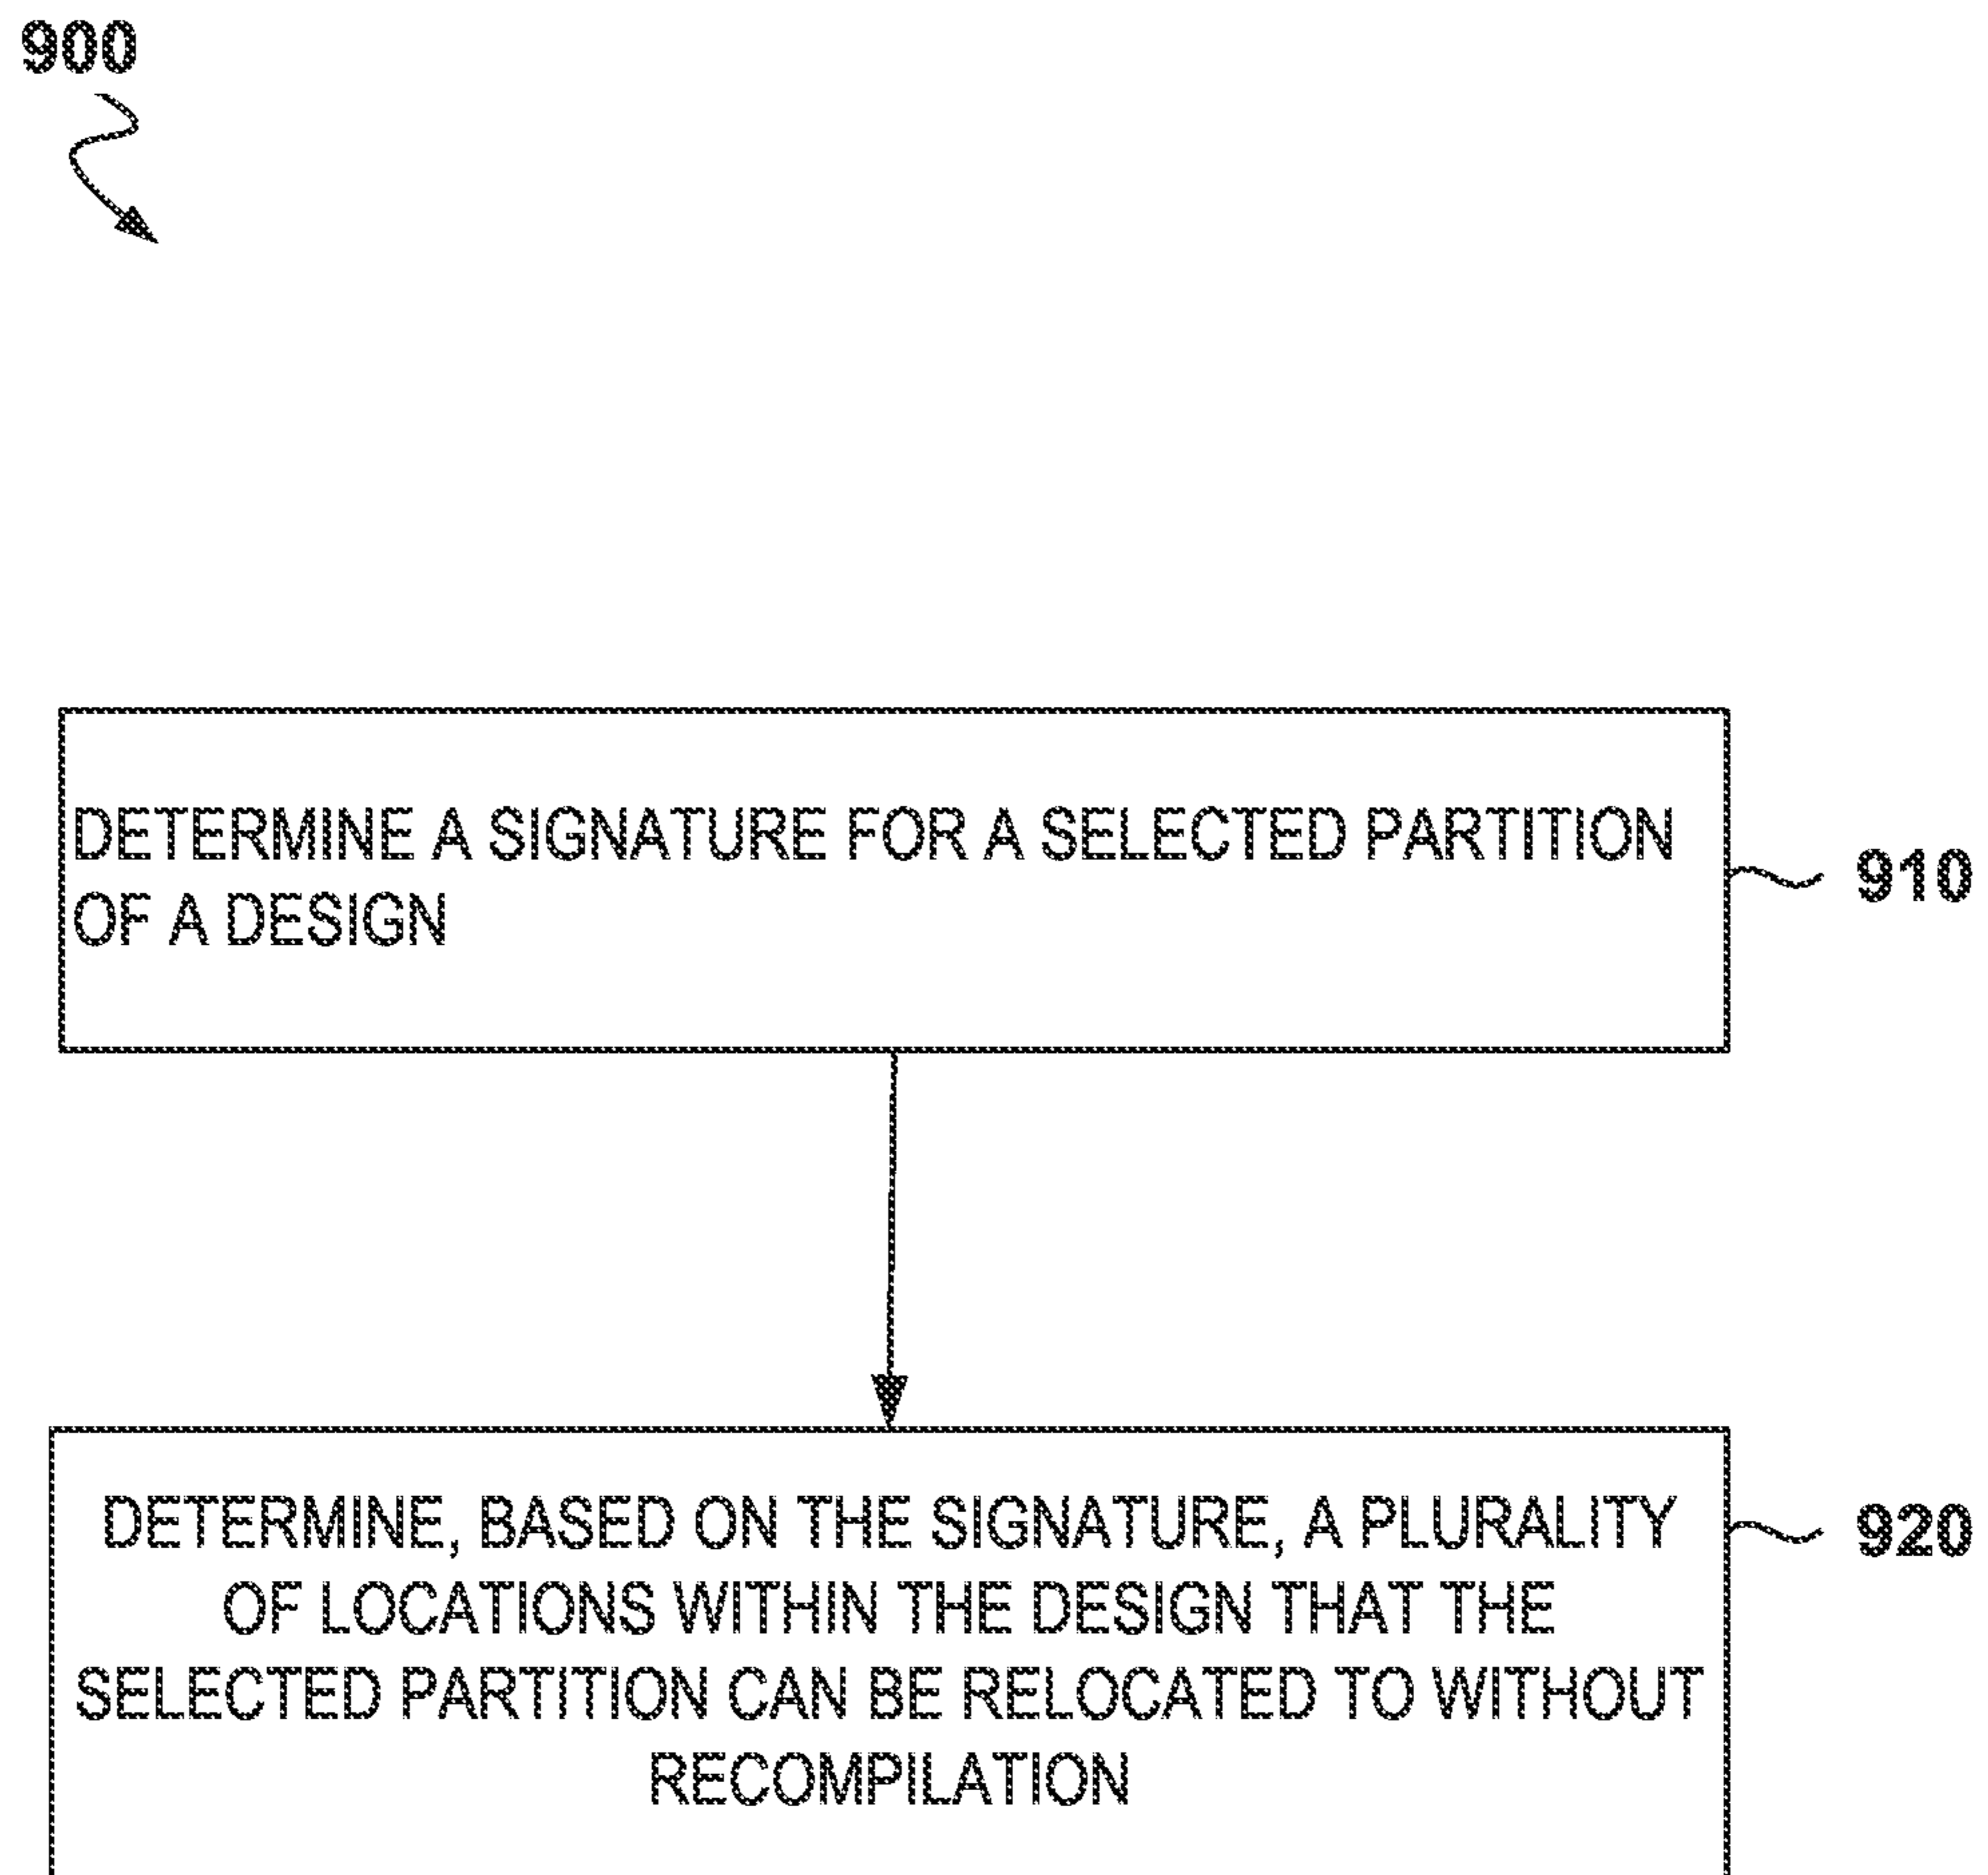 900
DETERMINE A SIGNATURE FOR A SELECTED PARTITION
OF A DESIGN
910
DETERMINE, BASED ON THE SIGNATURE, A PLURALITY
OF LOCATIONS WITHIN THE DESIGN THAT THE
SELECTED PARTITION CAN BE RELOCATED TO WITHOUT
RECOMPILATION
920